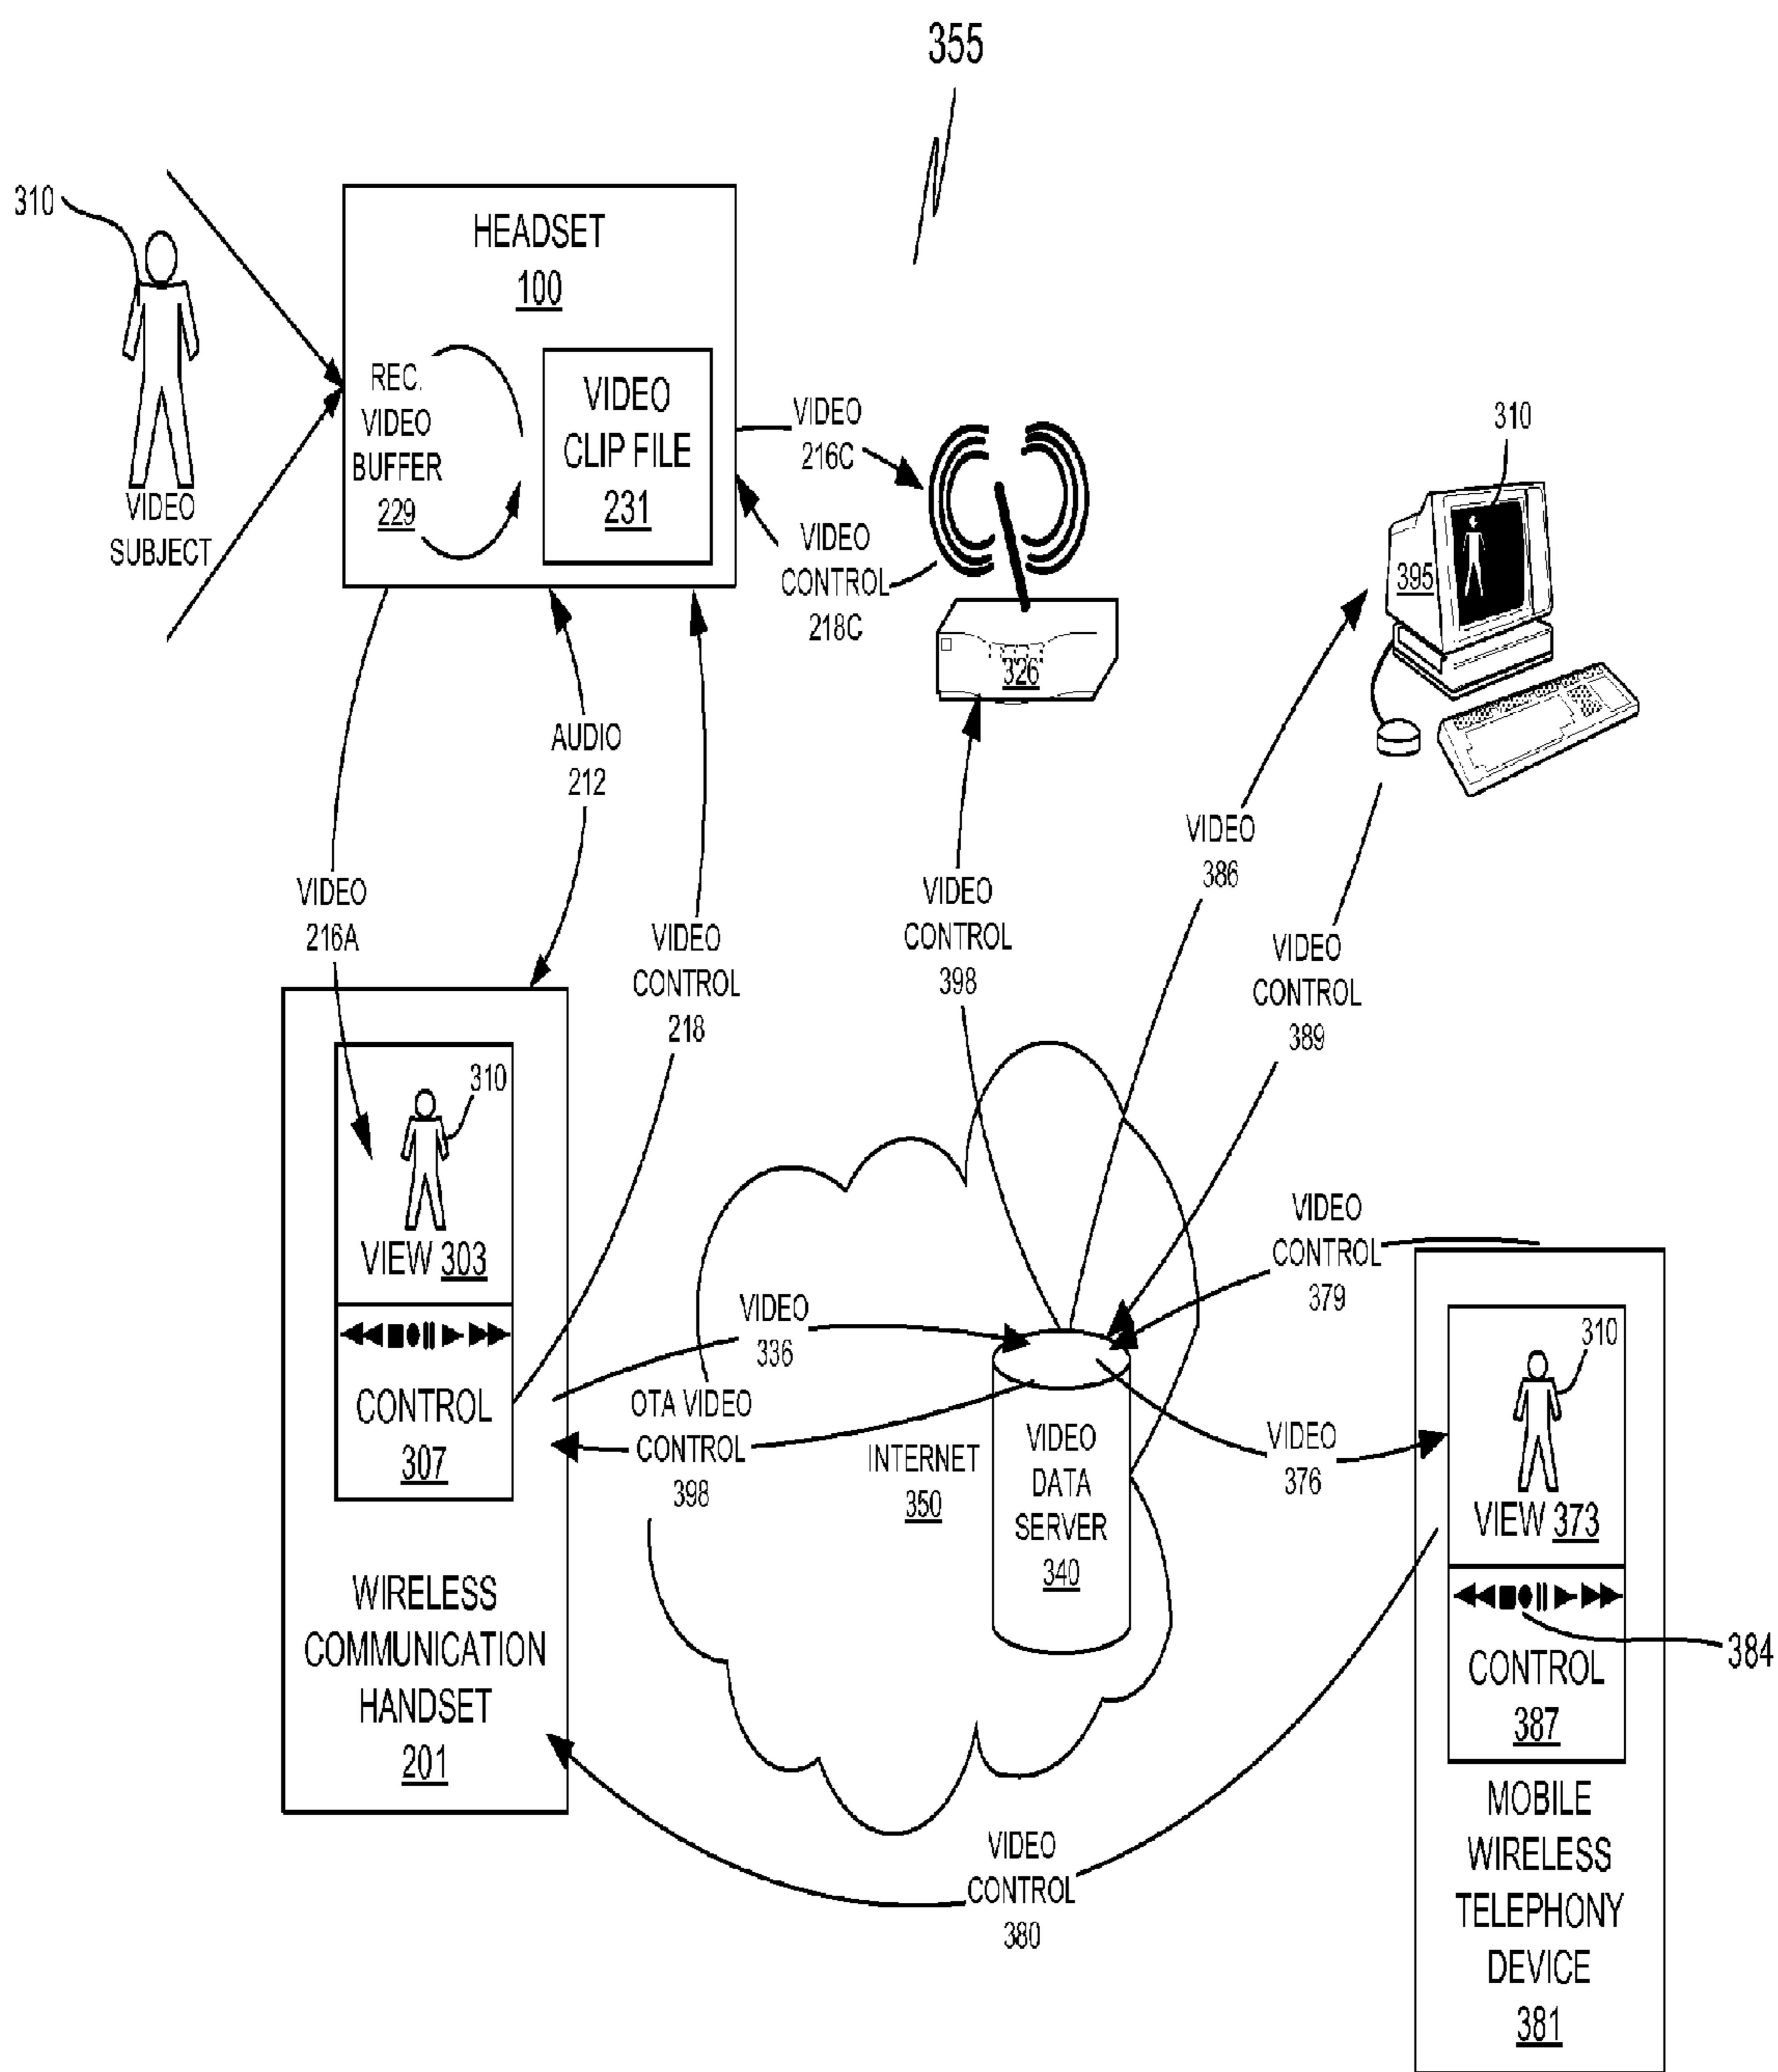 355
310
VIDEO
SUBJECT
HEADSET
100
REC.
VIDEO
BUFFER
229
VIDEO
CLIP FILE
231
VIDEO
216C
VIDEO
CONTROL
218C
326
310
395
AUDIO
212
VIDEO
216A
VIDEO
CONTROL
218
VIDEO
CONTROL
398
VIDEO
386
VIDEO
CONTROL
389
310
VIEW 303
CONTROL
307
WIRELESS
COMMUNICATION
HANDSET
201
VIDEO
336
OTA VIDEO
CONTROL
398
INTERNET
350
VIDEO
DATA
SERVER
340
VIDEO
CONTROL
379
VIDEO
376
VIDEO
CONTROL
380
310
VIEW 373
384
CONTROL
387
MOBILE
WIRELESS
TELEPHONY
DEVICE
381